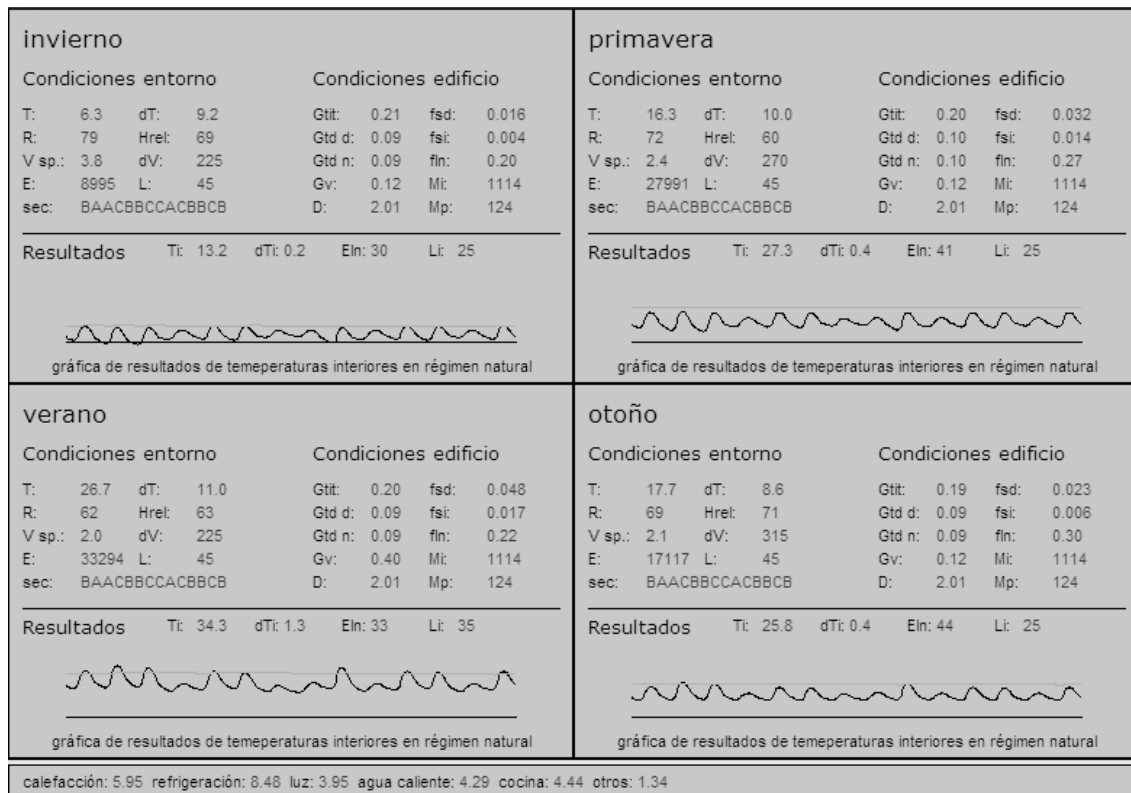 invierno
Condiciones entorno Condiciones edificio
T: 6.3 dT: 9.2 Gtit: 0.21 fsd: 0.016
R: 79 Hrel: 69 Gtd d: 0.09 fsi: 0.004
V sp.: 3.8 dV: 225 Gtd n: 0.09 fln: 0.20
E: 8995 L: 45 Gv: 0.12 Mi: 1114
sec: BAACBBCCACBBCB D: 2.01 Mp: 124
Resultados Ti: 13.2 dTi: 0.2 Eln: 30 Li: 25
gráfica de resultados de temeperaturas interiores en régimen natural
primavera
Condiciones entorno Condiciones edificio
T: 16.3 dT: 10.0 Gtit: 0.20 fsd: 0.032
R: 72 Hrel: 60 Gtd d: 0.10 fsi: 0.014
V sp.: 2.4 dV: 270 Gtd n: 0.10 fln: 0.27
E: 27991 L: 45 Gv: 0.12 Mi: 1114
sec: BAACBBCCACBBCB D: 2.01 Mp: 124
Resultados Ti: 27.3 dTi: 0.4 Eln: 41 Li: 25
gráfica de resultados de temeperaturas interiores en régimen natural
verano
Condiciones entorno Condiciones edificio
T: 26.7 dT: 11.0 Gtit: 0.20 fsd: 0.048
R: 62 Hrel: 63 Gtd d: 0.09 fsi: 0.017
V sp.: 2.0 dV: 225 Gtd n: 0.09 fln: 0.22
E: 33294 L: 45 Gv: 0.40 Mi: 1114
sec: BAACBBCCACBBCB D: 2.01 Mp: 124
Resultados Ti: 34.3 dTi: 1.3 Eln: 33 Li: 35
gráfica de resultados de temeperaturas interiores en régimen natural
otoño
Condiciones entorno Condiciones edificio
T: 17.7 dT: 8.6 Gtit: 0.19 fsd: 0.023
R: 69 Hrel: 71 Gtd d: 0.09 fsi: 0.006
V sp.: 2.1 dV: 315 Gtd n: 0.09 fln: 0.30
E: 17117 L: 45 Gv: 0.12 Mi: 1114
sec: BAACBBCCACBBCB D: 2.01 Mp: 124
Resultados Ti: 25.8 dTi: 0.4 Eln: 44 Li: 25
gráfica de resultados de temeperaturas interiores en régimen natural
calefacción: 5.95 refrigeración: 8.48 luz: 3.95 agua caliente: 4.29 cocina: 4.44 otros: 1.34